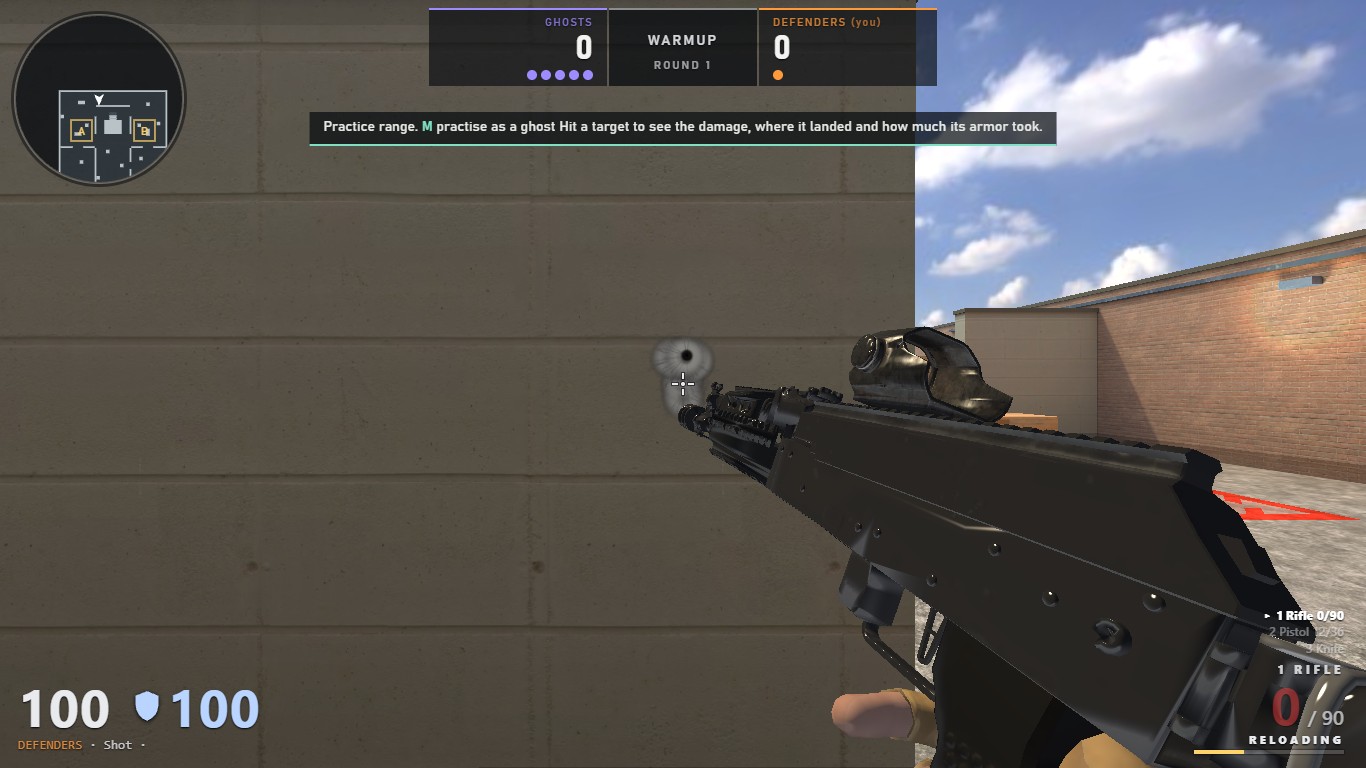 GHOSTS
0
WARMUP
ROUND 1
DEFENDERS (you)
0
Practice range. M practise as a ghost Hit a target to see the damage, where it landed and how much its armor took.
A
B
1 Rifle 0/90
2 Pistol 12/36
3 Knife
1 RIFLE
0 / 90
RELOADING
100
100
DEFENDERS · Shot ·